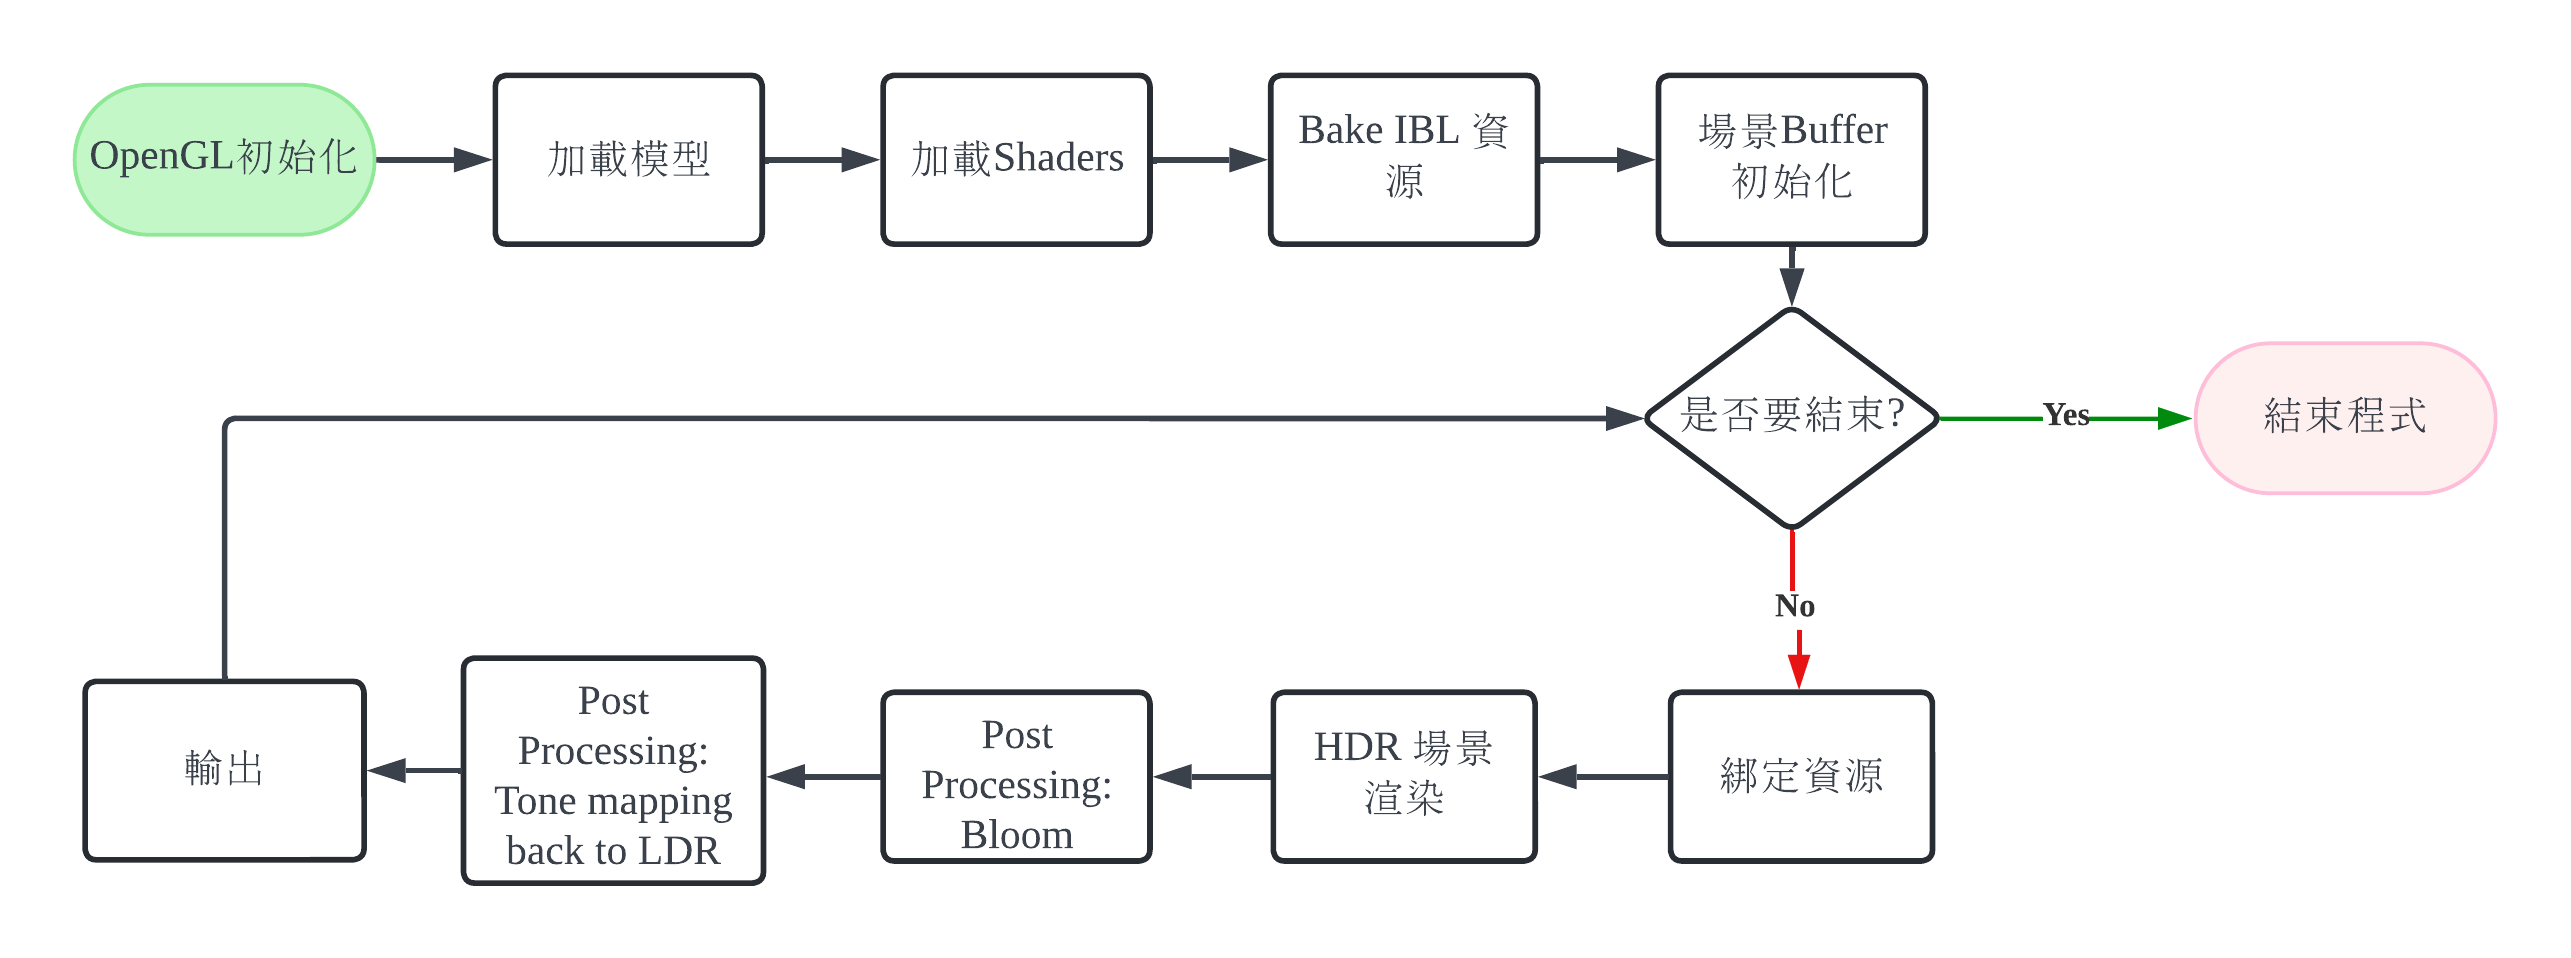 OpenGL初始化
加載模型
加載Shaders
Bake IBL 資
源
場景Buffer
初始化
是否要結束?
Yes
結束程式
No
綁定資源
HDR 場景
渲染
Post
Processing:
Bloom
Post
Processing:
Tone mapping
back to LDR
輸出